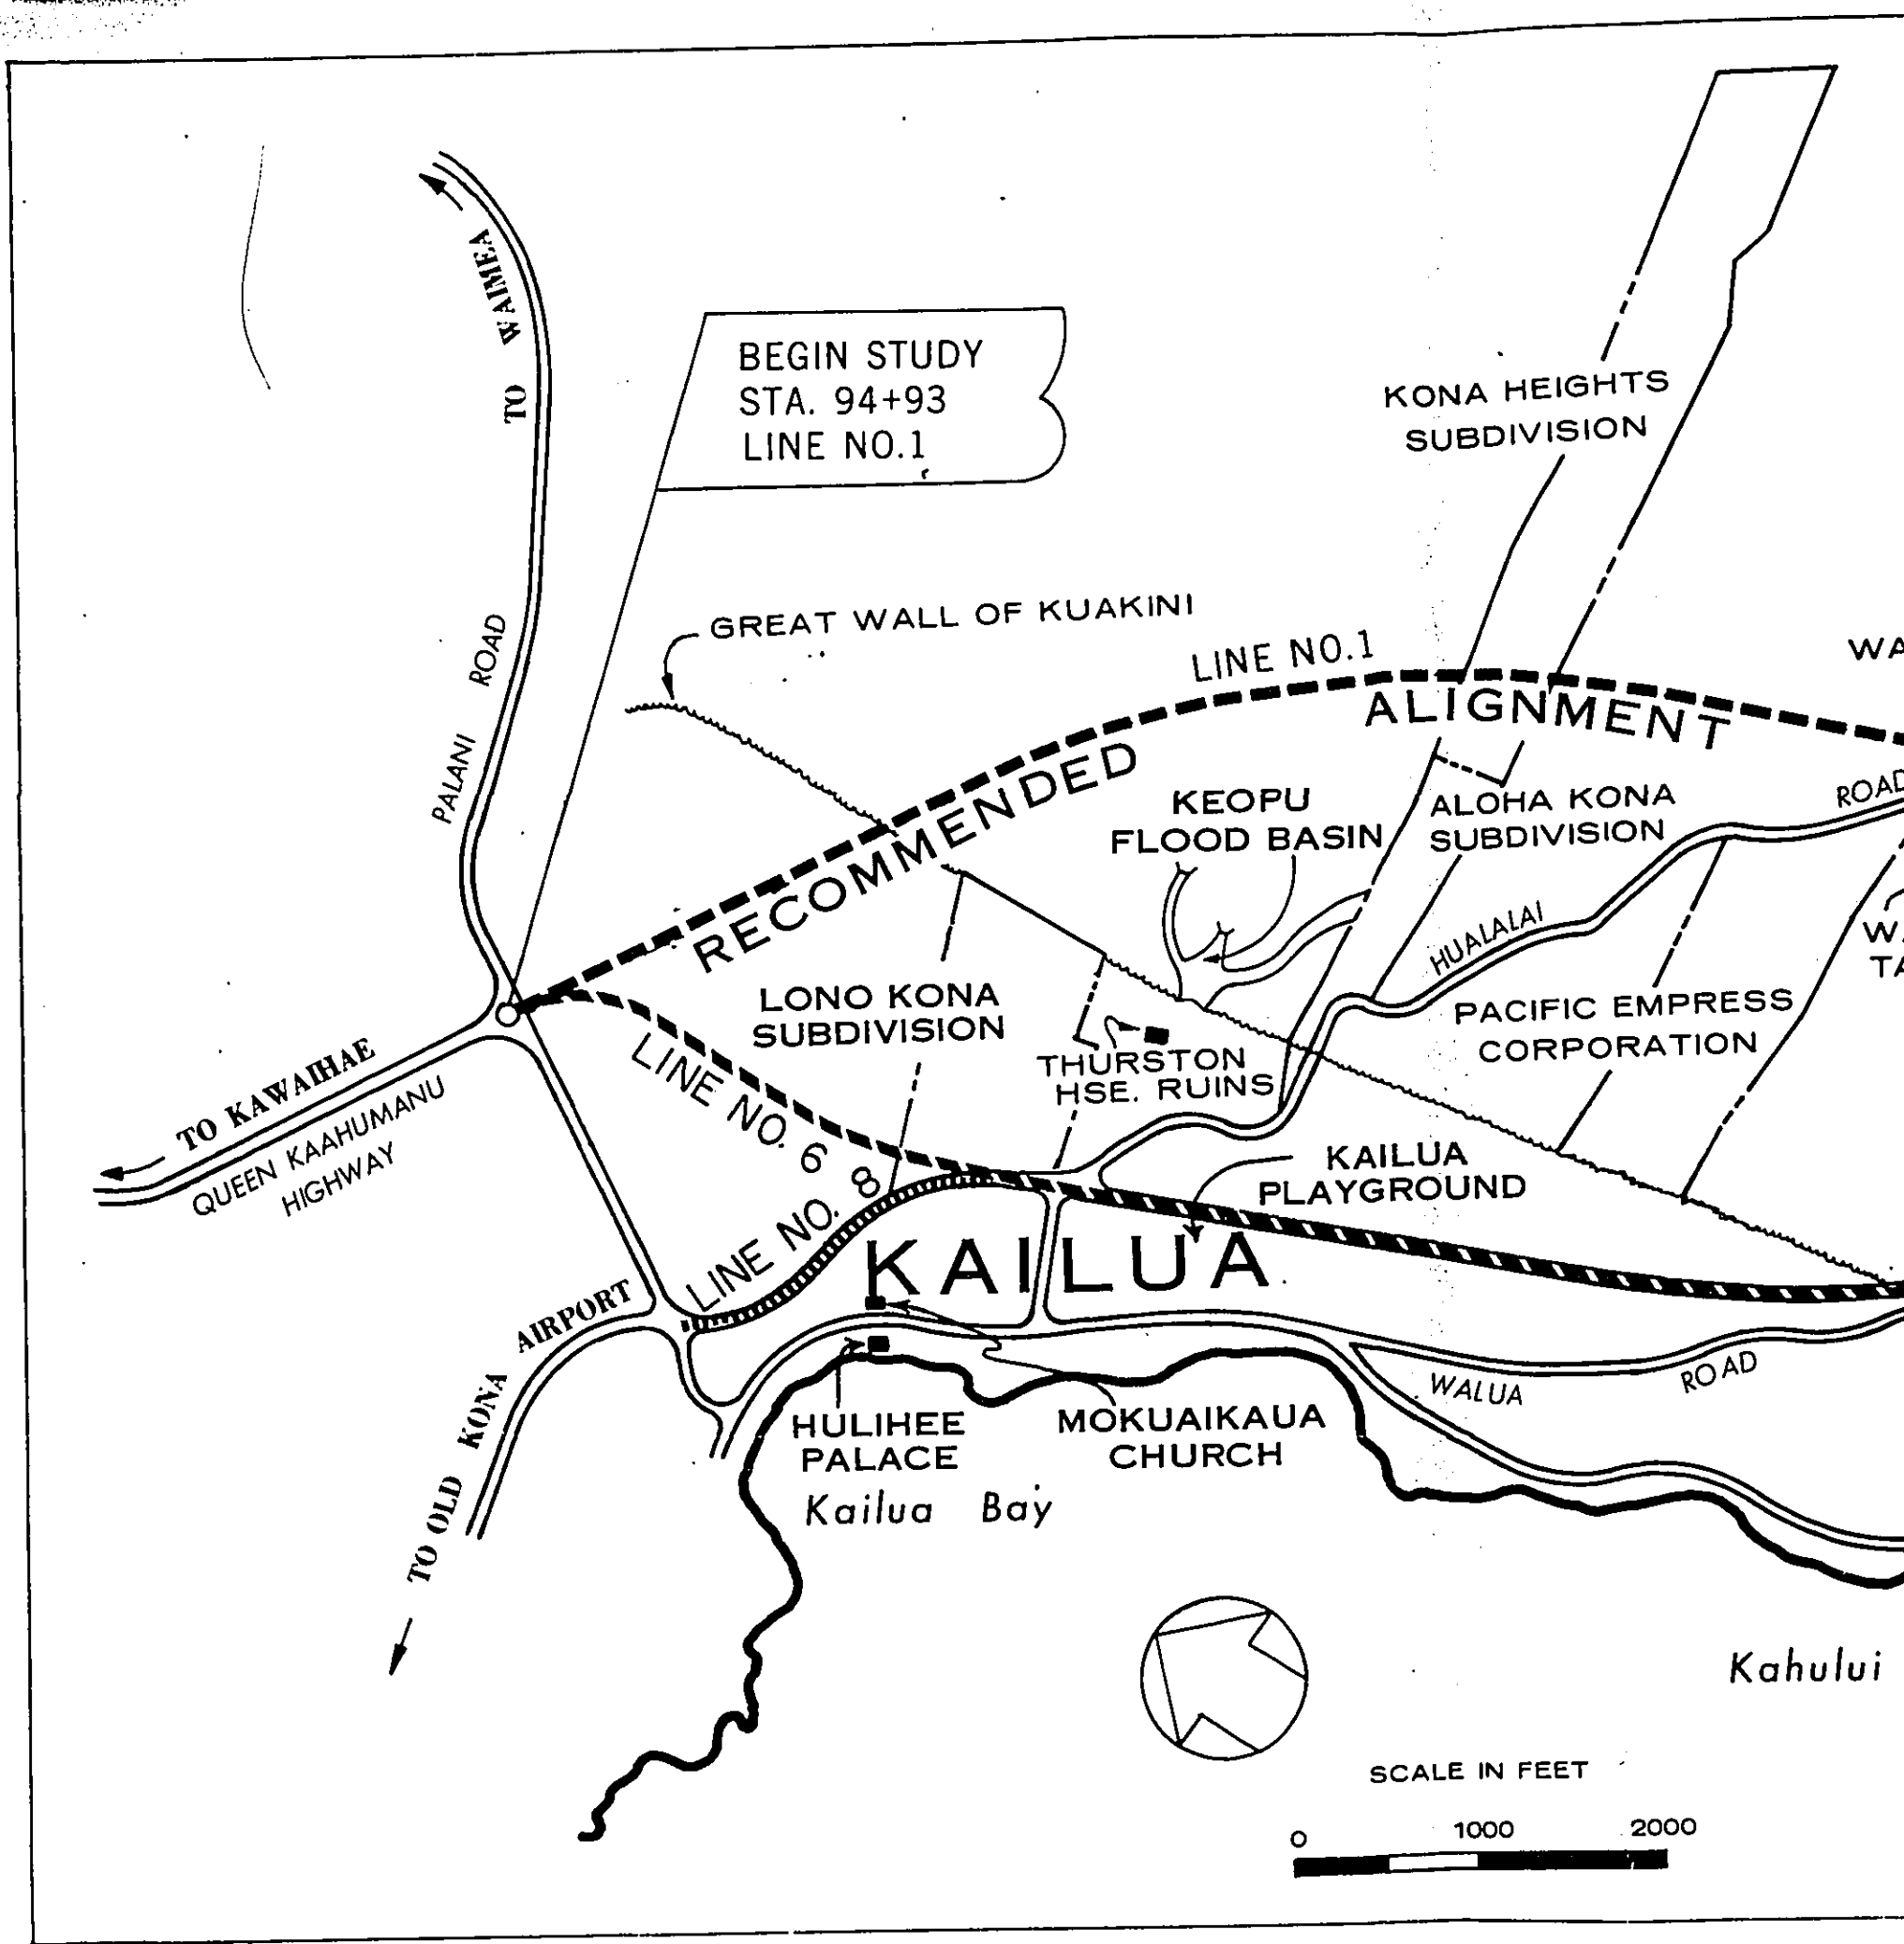 TO WAIMEA
BEGIN STUDY
STA. 94+93
LINE NO.1
KONA HEIGHTS
SUBDIVISION
GREAT WALL OF KUAKINI
PALANI ROAD
LINE NO.1
RECOMMENDED ALIGNMENT
KEOPU
FLOOD BASIN
ALOHA KONA
SUBDIVISION
HUALALAI ROAD
LONO KONA
SUBDIVISION
PACIFIC EMPRESS
CORPORATION
THURSTON
HSE. RUINS
TO KAWAIHAE
QUEEN KAAHUMANU
HIGHWAY
LINE NO. 6
LINE NO. 8
KAILUA
PLAYGROUND
KAILUA
TO OLD KONA AIRPORT
WALUA ROAD
HULIHEE
PALACE
MOKUAIKAUA
CHURCH
Kailua Bay
Kahului
SCALE IN FEET
0 1000 2000